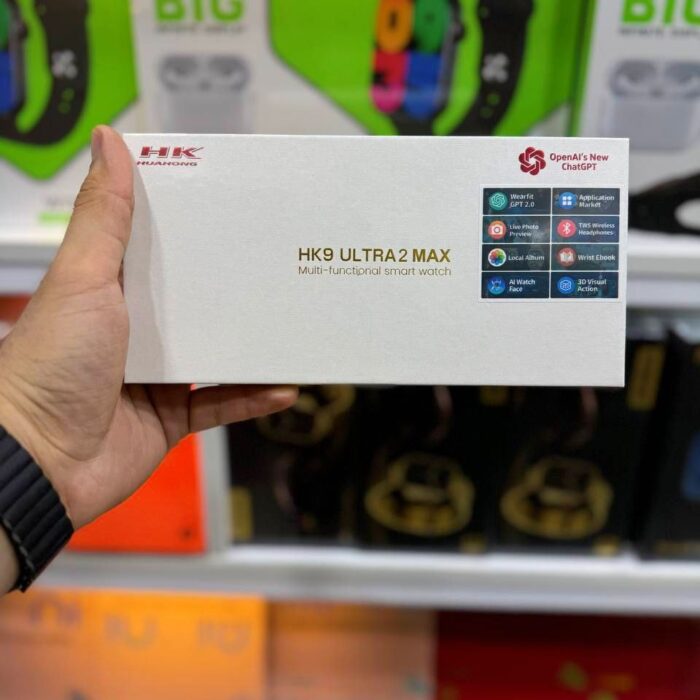 BIG
BIG
HK
HUAHONG
OpenAI's New
ChatGPT
Wearfit
GPT 2.0
Application
Market
Live Photo
Preview
TWS Wireless
Headphones
Local Album
Wrist Ebook
AI Watch
Face
3D Visual
Action
HK9 ULTRA 2 MAX
Multi-functional smart watch